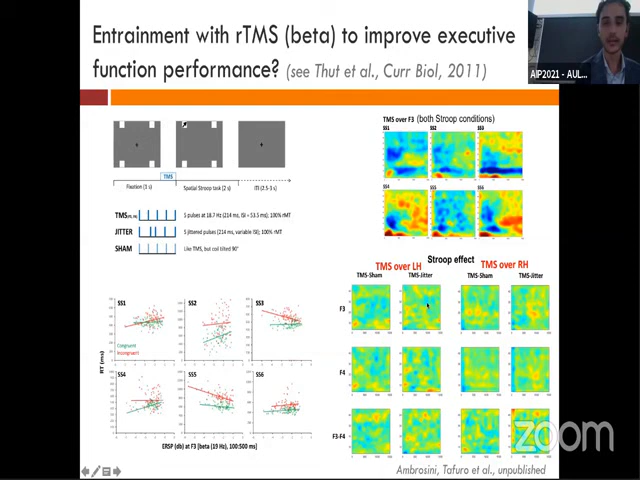 Entrainment with rTMS (beta) to improve executive
function performance? (see Thut et al., Curr Biol, 2011)
AIP2021 - AUL...
TMS over F3 (both Stroop conditions)
SS1 SS2 SS3
SS4 SS5 SS6
TMS
Fixation (1 s) Spatial Stroop task (2 s) ITI (2.5-3 s)
5 pulses at 18.7 Hz (214 ms, ISI = 53.5 ms); 100% rMT
JITTER 5 jittered pulses (214 ms, variable ISI); 100% rMT
SHAM Like TMS, but coil tilted 90°
Stroop effect
TMS over LH TMS over RH
TMS-Sham TMS-Jitter TMS-Sham TMS-Jitter
F3
F4
F3-F4
SS1 SS2 SS3
Congruent
Incongruent
RT (ms)
SS4 SS5 SS6
ERSP (db) at F3 [beta (19 Hz), 100:500 ms]
zoom
Ambrosini, Tafuro et al., unpublished